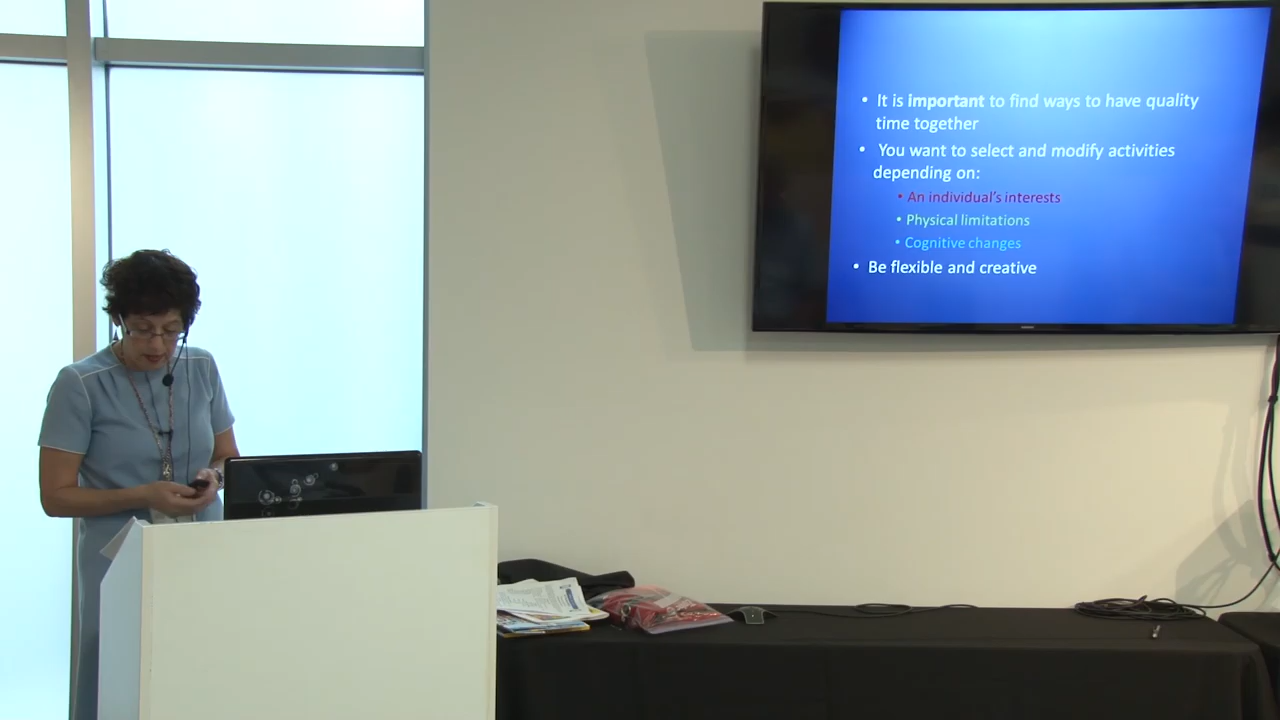 • It is important to find ways to have quality
time together
• You want to select and modify activities
depending on:
• An individual's interests
• Physical limitations
• Cognitive changes
• Be flexible and creative